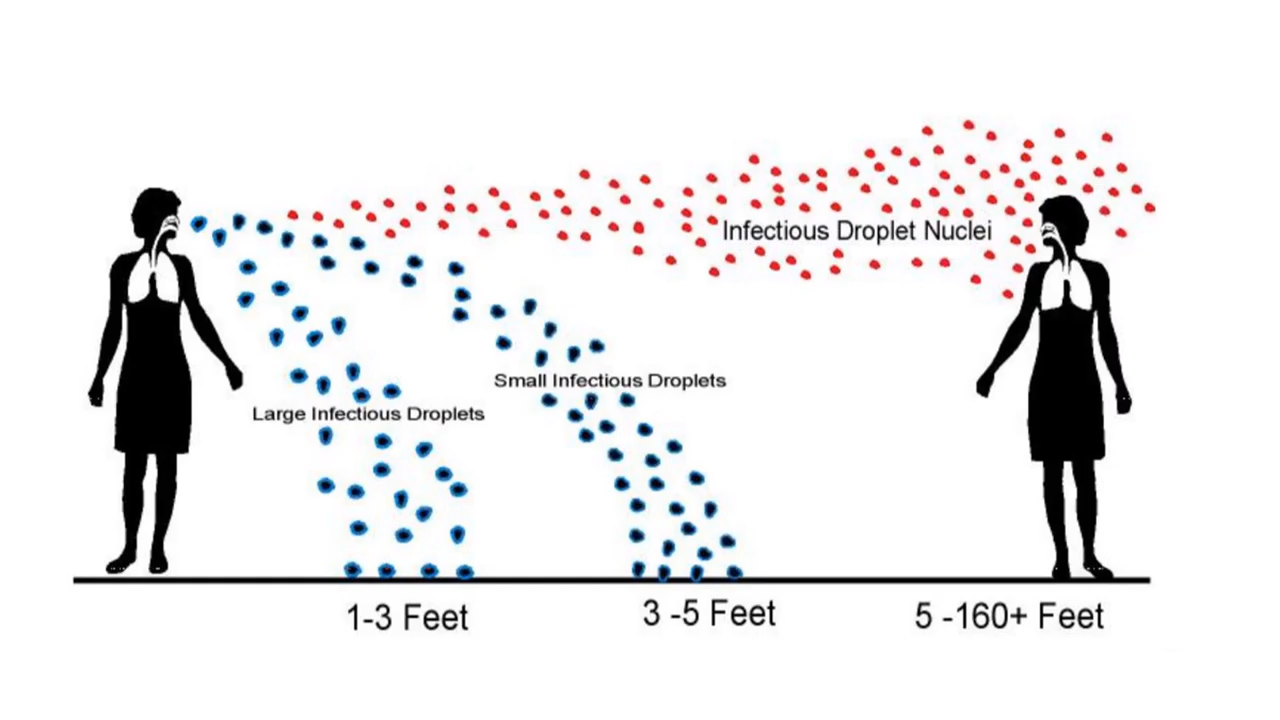 Infectious Droplet Nuclei
Small Infectious Droplets
Large Infectious Droplets
1-3 Feet
3 -5 Feet
5 -160+ Feet